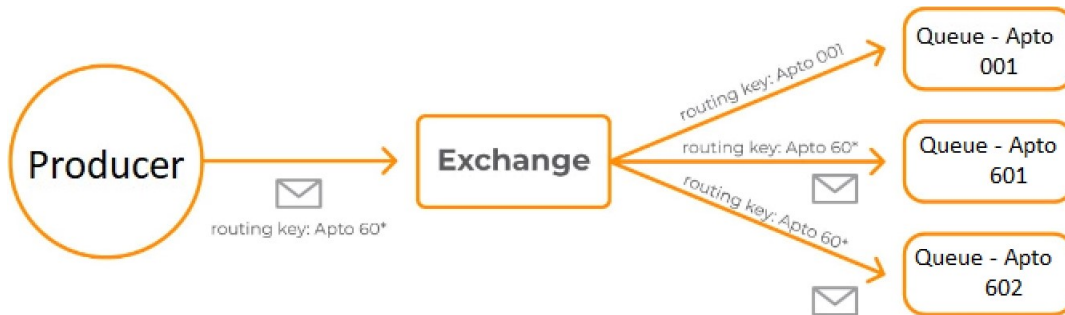 Producer
routing key: Apto 60*
Exchange
routing key: Apto 001
routing key: Apto 60*
routing key: Apto 60*
Queue - Apto
001
Queue - Apto
601
Queue - Apto
602